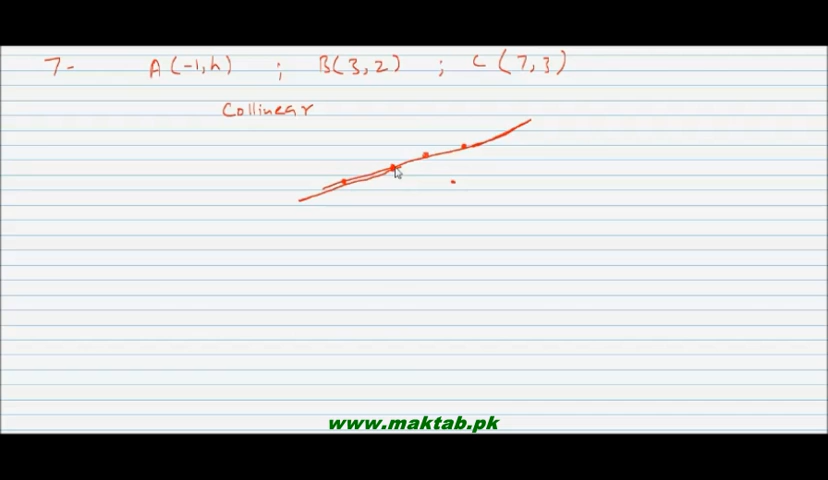 7- A(-1,h) ; B(3,2) ; C(7,3)
Collinear
www.maktab.pk